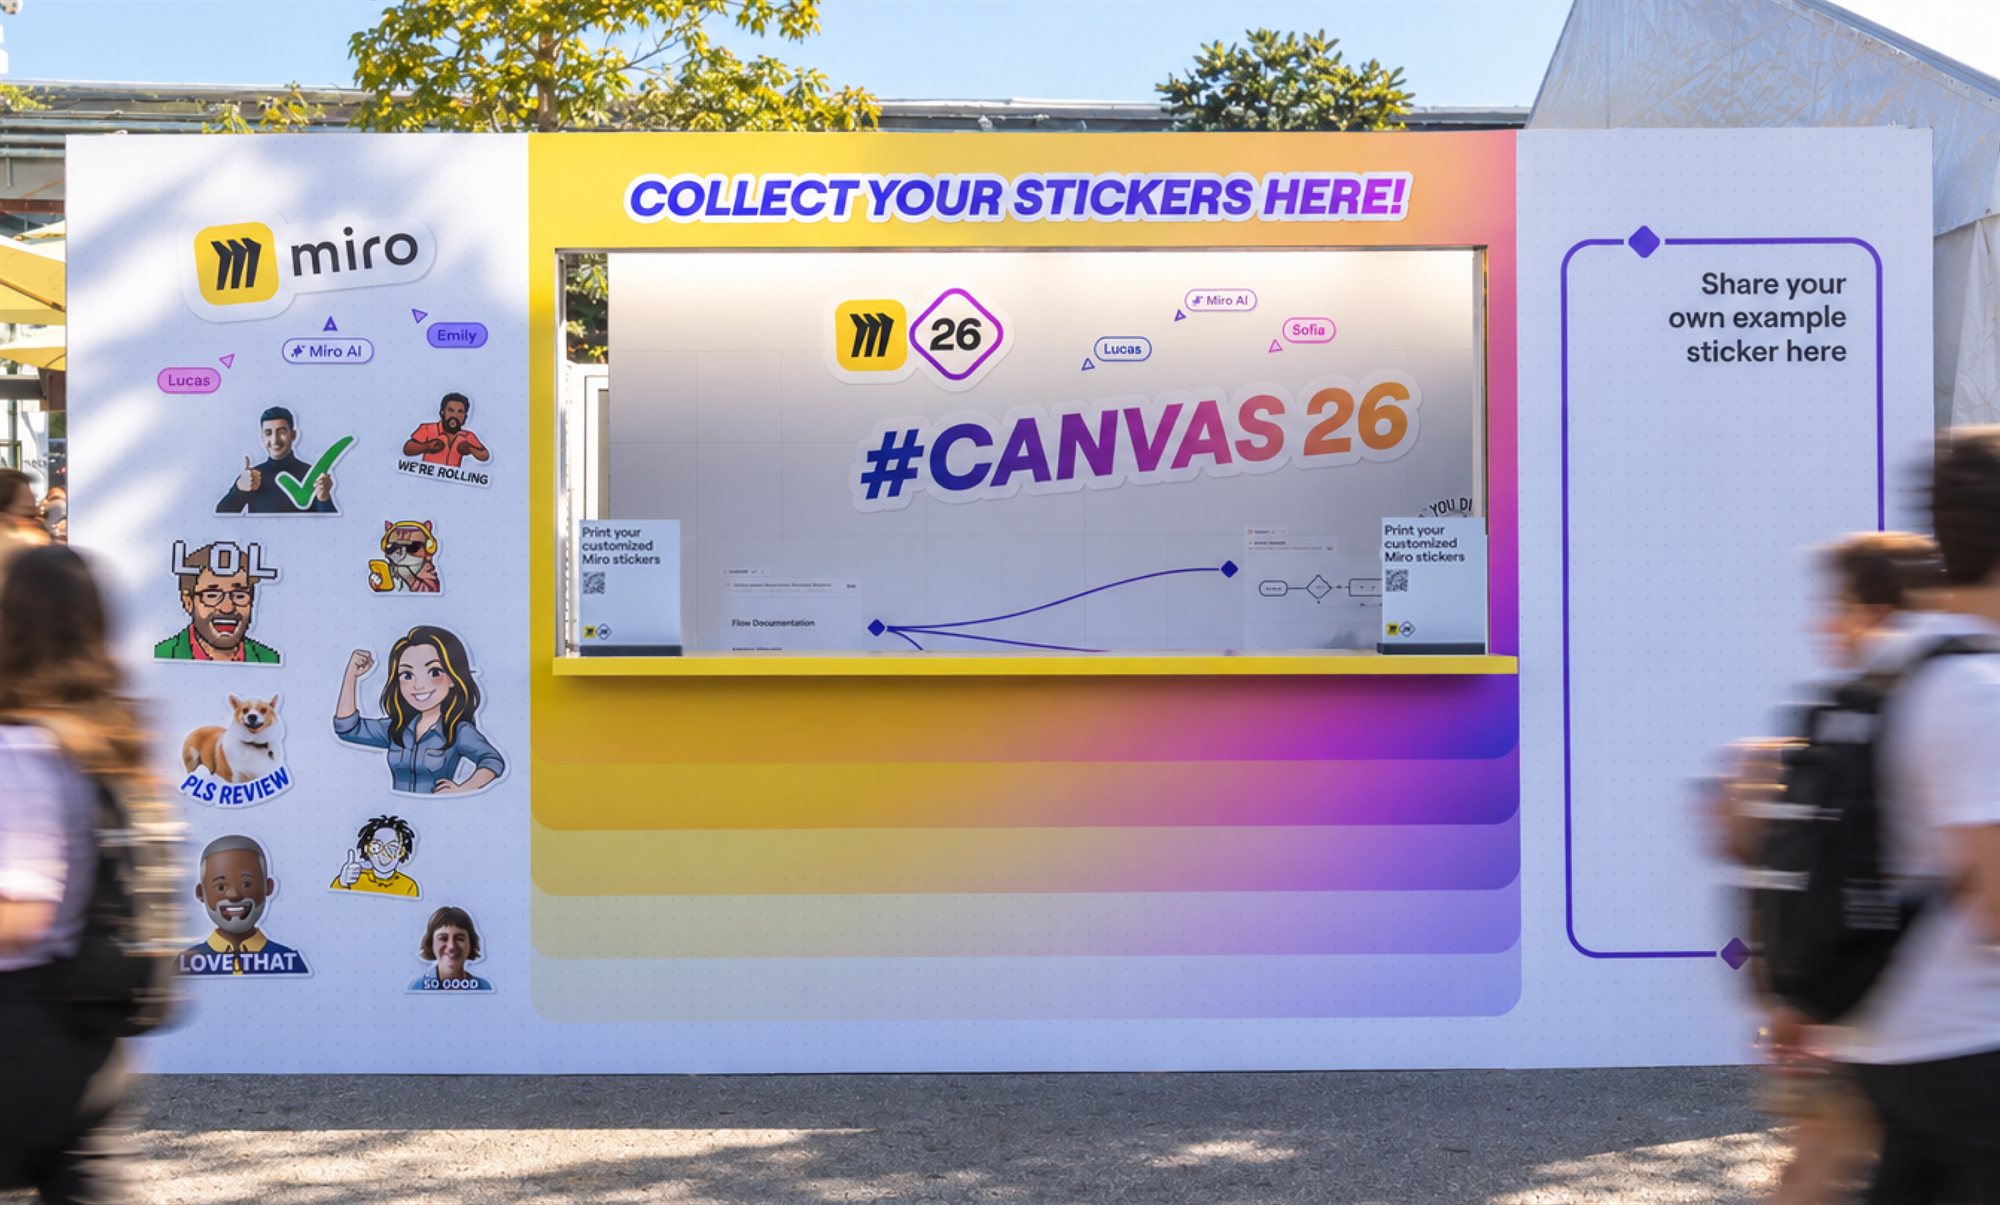 COLLECT YOUR STICKERS HERE!
miro
Emily
Miro AI
Lucas
WE'RE ROLLING
LOL
PLS REVIEW
LOVE THAT
SO GOOD
26
Miro AI
Sofia
Lucas
#CANVAS 26
YOU
Print your
customized
Miro stickers
Flow Documentation
Print your
customized
Miro stickers
Share your
own example
sticker here